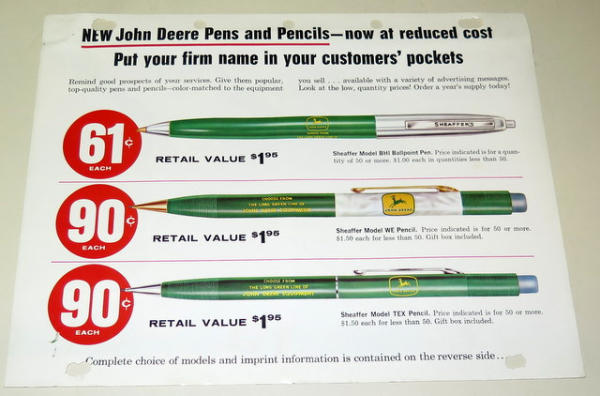 NEW John Deere Pens and Pencils—now at reduced cost
Put your firm name in your customers' pockets
Remind good prospects of your services. Give them popular,
top-quality pens and pencils—color-matched to the equipment
you sell . . . available with a variety of advertising messages.
Look at the low, quantity prices! Order a year's supply today!
61¢
EACH
SHEAFFER'S
RETAIL VALUE $1.95
Sheaffer Model BHI Ballpoint Pen. Price indicated is for a quan-
tity of 50 or more. $1.00 each in quantities less than 50.
90¢
EACH
CHOOSE FROM
THE LONG GREEN LINE OF
JOHN DEERE EQUIPMENT
JOHN DEERE
RETAIL VALUE $1.95
Sheaffer Model WE Pencil. Price indicated is for 50 or more.
$1.50 each for less than 50. Gift box included.
90¢
EACH
CHOOSE FROM
THE LONG GREEN LINE OF
JOHN DEERE EQUIPMENT
RETAIL VALUE $1.95
Sheaffer Model TEX Pencil. Price indicated is for 50 or more.
$1.50 each for less than 50. Gift box included.
Complete choice of models and imprint information is contained on the reverse side...